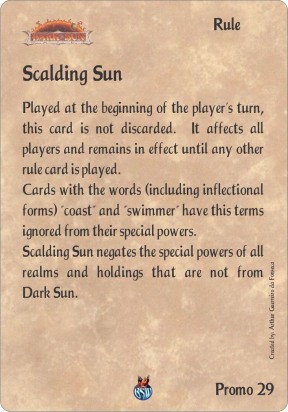 DARK SUN
Rule
Scalding Sun
Played at the beginning of the player's turn,
this card is not discarded. It affects all
players and remains in effect until any other
rule card is played.
Cards with the words (including inflectional
forms) "coast" and "swimmer" have this terms
ignored from their special powers.
Scalding Sun negates the special powers of all
realms and holdings that are not from
Dark Sun.
Created by: Arthur Guerreiro da Fonseca
Promo 29